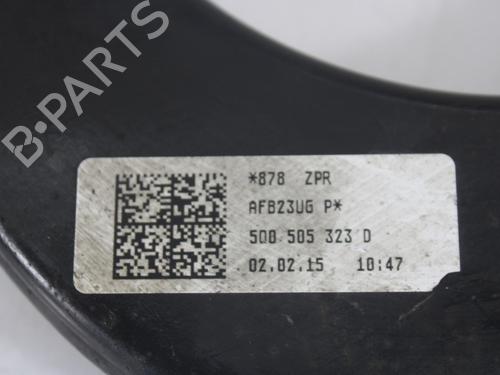 B-PARTS
*878 ZPR
AFB23UG P*
5Q0 505 323 D
02.02.15 10:47